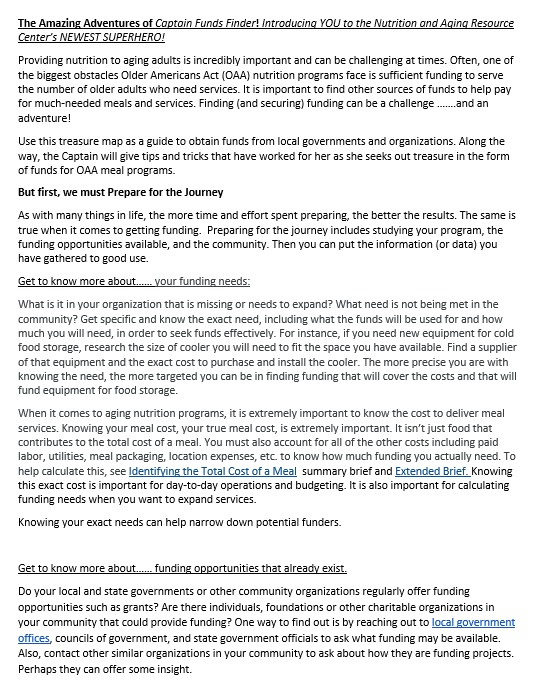 The Amazing Adventures of Captain Funds Finder! Introducing YOU to the Nutrition and Aging Resource
Center's NEWEST SUPERHERO!
Providing nutrition to aging adults is incredibly important and can be challenging at times. Often, one of
the biggest obstacles Older Americans Act (OAA) nutrition programs face is sufficient funding to serve
the number of older adults who need services. It is important to find other sources of funds to help pay
for much-needed meals and services. Finding (and securing) funding can be a challenge .......and an
adventure!
Use this treasure map as a guide to obtain funds from local governments and organizations. Along the
way, the Captain will give tips and tricks that have worked for her as she seeks out treasure in the form
of funds for OAA meal programs.
But first, we must Prepare for the Journey
As with many things in life, the more time and effort spent preparing, the better the results. The same is
true when it comes to getting funding.  Preparing for the journey includes studying your program, the
funding opportunities available, and the community. Then you can put the information (or data) you
have gathered to good use.
Get to know more about...... your funding needs:
What is it in your organization that is missing or needs to expand? What need is not being met in the
community? Get specific and know the exact need, including what the funds will be used for and how
much you will need, in order to seek funds effectively. For instance, if you need new equipment for cold
food storage, research the size of cooler you will need to fit the space you have available. Find a supplier
of that equipment and the exact cost to purchase and install the cooler. The more precise you are with
knowing the need, the more targeted you can be in finding funding that will cover the costs and that will
fund equipment for food storage.
When it comes to aging nutrition programs, it is extremely important to know the cost to deliver meal
services. Knowing your meal cost, your true meal cost, is extremely important. It isn't just food that
contributes to the total cost of a meal. You must also account for all of the other costs including paid
labor, utilities, meal packaging, location expenses, etc. to know how much funding you actually need. To
help calculate this, see Identifying the Total Cost of a Meal  summary brief and Extended Brief. Knowing
this exact cost is important for day-to-day operations and budgeting. It is also important for calculating
funding needs when you want to expand services.
Knowing your exact needs can help narrow down potential funders.
Get to know more about...... funding opportunities that already exist.
Do your local and state governments or other community organizations regularly offer funding
opportunities such as grants? Are there individuals, foundations or other charitable organizations in
your community that could provide funding? One way to find out is by reaching out to local government
offices, councils of government, and state government officials to ask what funding may be available.
Also, contact other similar organizations in your community to ask about how they are funding projects.
Perhaps they can offer some insight.